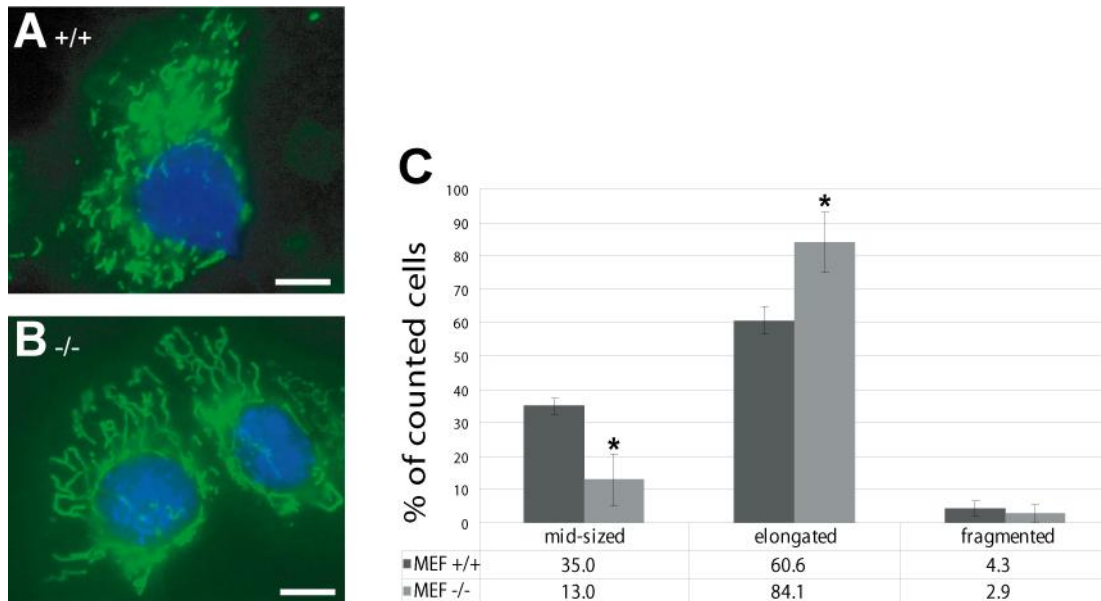 A +/+
B -/-
C
% of counted cells
100
90
80
70
60
50
40
30
20
10
0
*
*
mid-sized elongated fragmented
MEF +/+ 35.0 60.6 4.3
MEF -/- 13.0 84.1 2.9